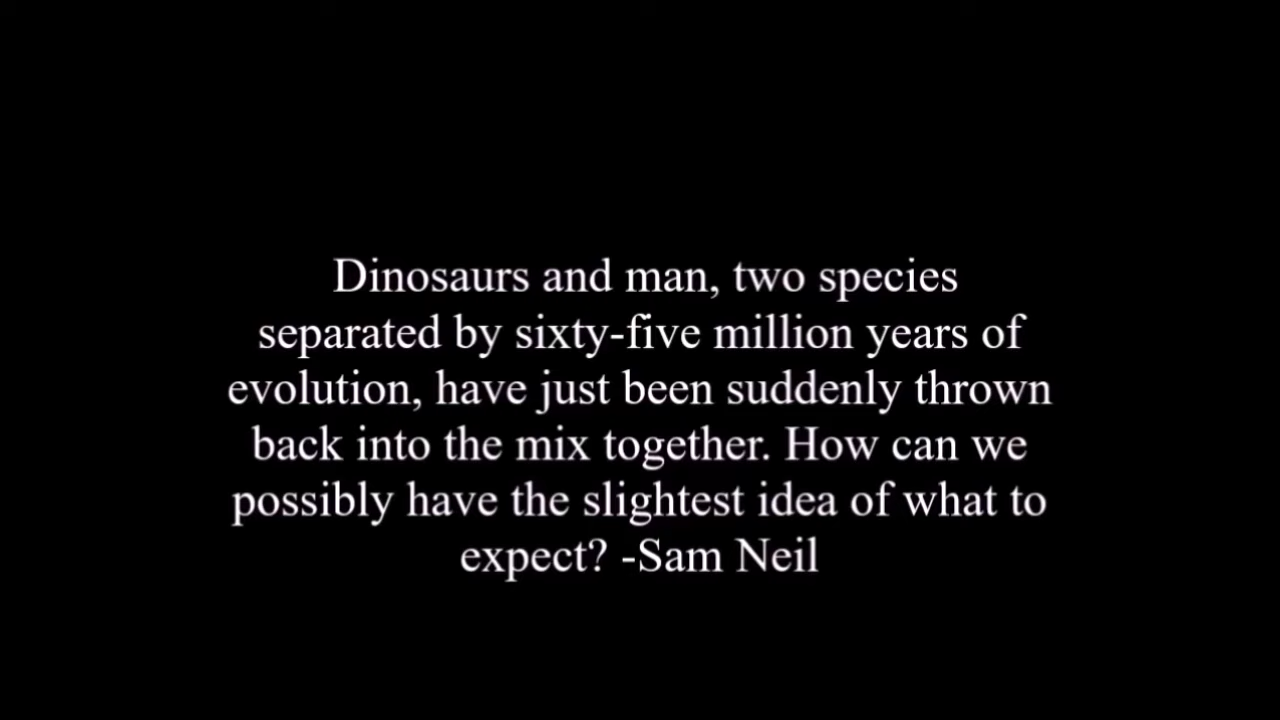 Dinosaurs and man, two species
separated by sixty-five million years of
evolution, have just been suddenly thrown
back into the mix together. How can we
possibly have the slightest idea of what to
expect? -Sam Neil